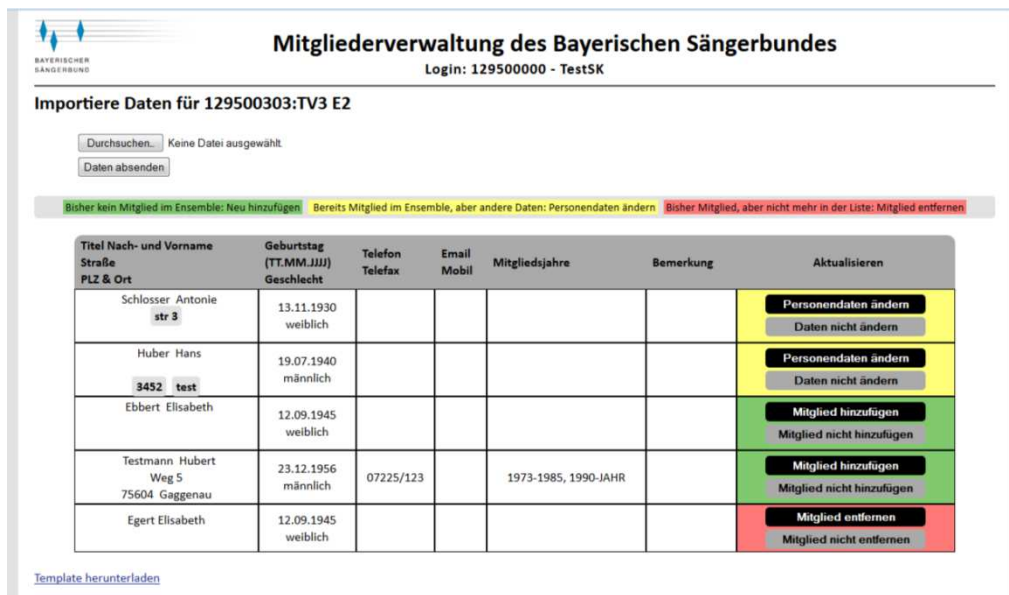 BAYERISCHER
SÄNGERBUND
Mitgliederverwaltung des Bayerischen Sängerbundes
Login: 129500000 - TestSK
Importiere Daten für 129500303:TV3 E2
Durchsuchen.. Keine Datei ausgewählt.
Daten absenden
Bisher kein Mitglied im Ensemble: Neu hinzufügen Bereits Mitglied im Ensemble, aber andere Daten: Personendaten ändern Bisher Mitglied, aber nicht mehr in der Liste: Mitglied entfernen
Titel Nach- und Vorname
Straße
PLZ & Ort
Geburtstag
(TT.MM.JJJJ)
Geschlecht
Telefon
Telefax
Email
Mobil
Mitgliedsjahre
Bemerkung
Aktualisieren
Schlosser Antonie
str 3
13.11.1930
weiblich
Personendaten ändern
Daten nicht ändern
Huber Hans
3452 test
19.07.1940
männlich
Personendaten ändern
Daten nicht ändern
Ebbert Elisabeth
12.09.1945
weiblich
Mitglied hinzufügen
Mitglied nicht hinzufügen
Testmann Hubert
Weg 5
75604 Gaggenau
23.12.1956
männlich
07225/123
1973-1985, 1990-JAHR
Mitglied hinzufügen
Mitglied nicht hinzufügen
Egert Elisabeth
12.09.1945
weiblich
Mitglied entfernen
Mitglied nicht entfernen
Template herunterladen